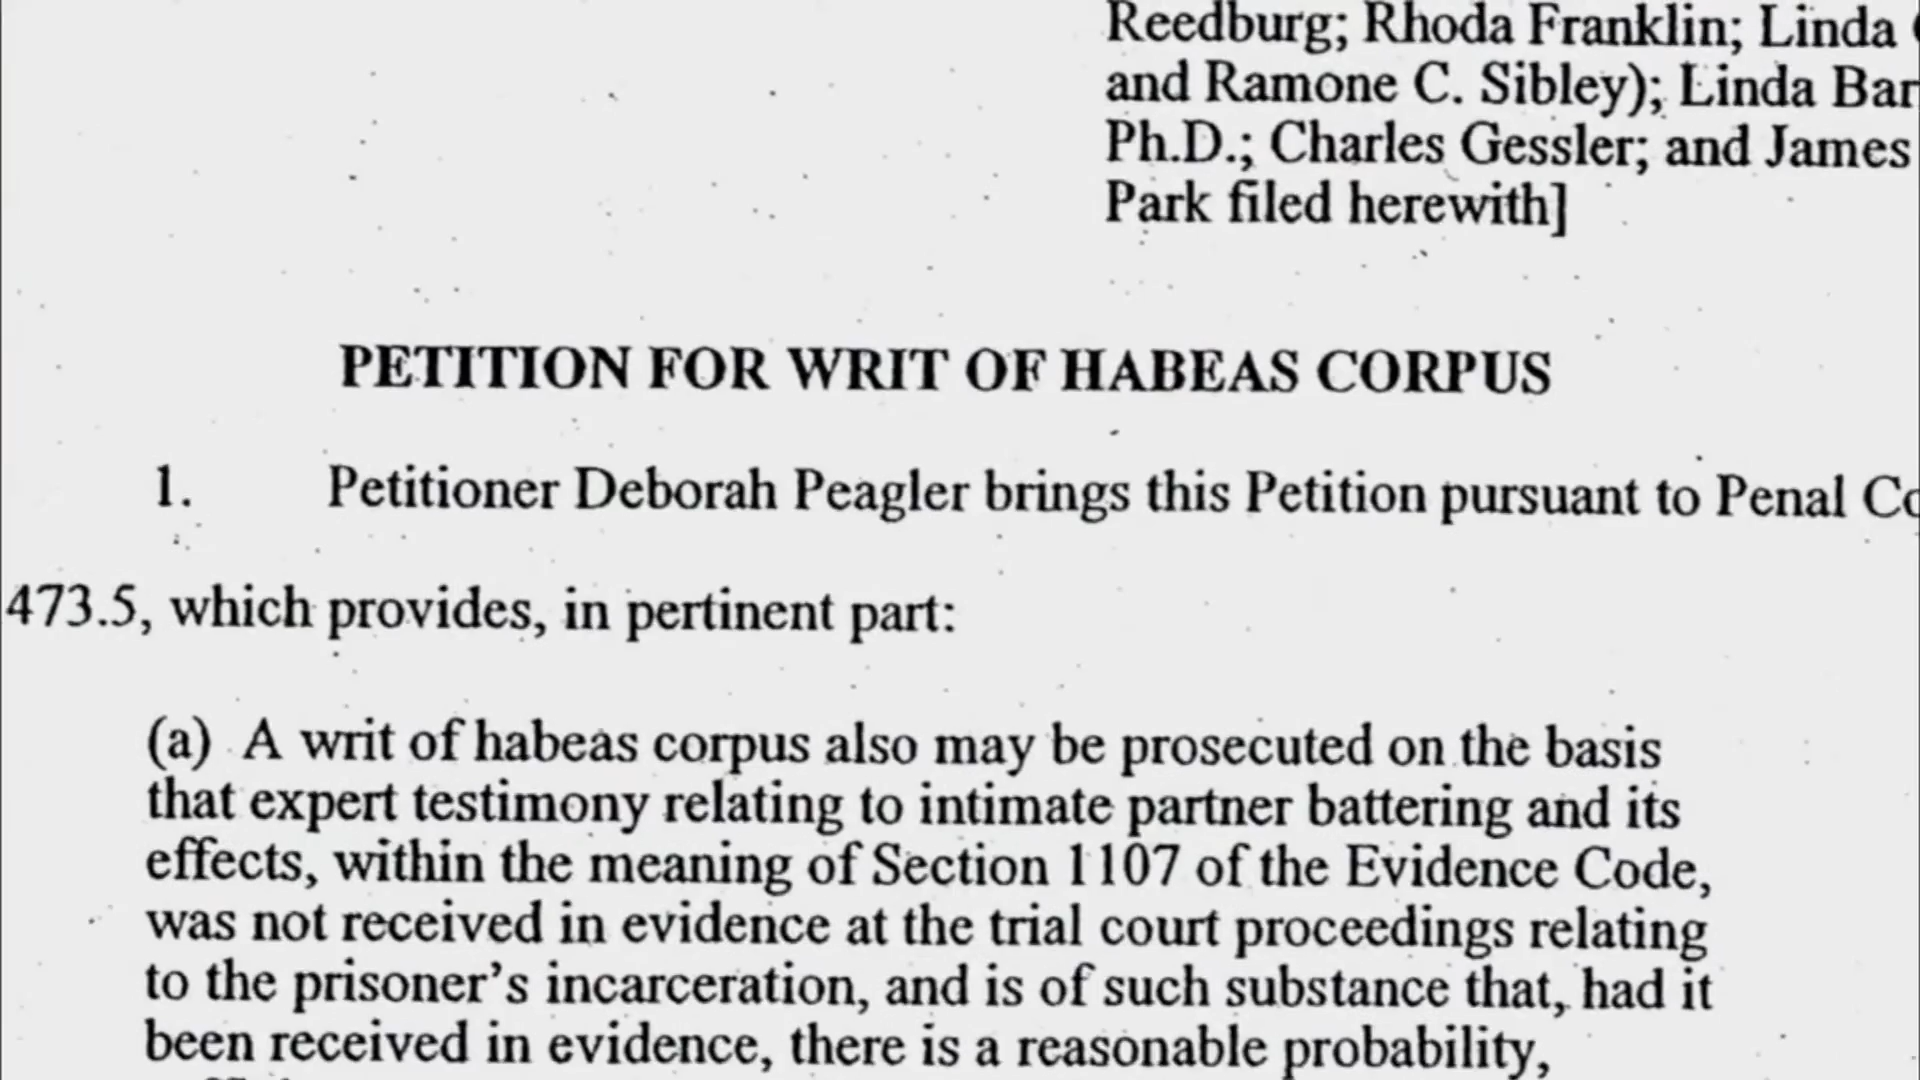 Reedburg; Rhoda Franklin; Linda
and Ramone C. Sibley); Linda Bar
Ph.D.; Charles Gessler; and James
Park filed herewith]
PETITION FOR WRIT OF HABEAS CORPUS
1. Petitioner Deborah Peagler brings this Petition pursuant to Penal Co
473.5, which provides, in pertinent part:
(a) A writ of habeas corpus also may be prosecuted on the basis
that expert testimony relating to intimate partner battering and its
effects, within the meaning of Section 1107 of the Evidence Code,
was not received in evidence at the trial court proceedings relating
to the prisoner's incarceration, and is of such substance that, had it
been received in evidence, there is a reasonable probability,